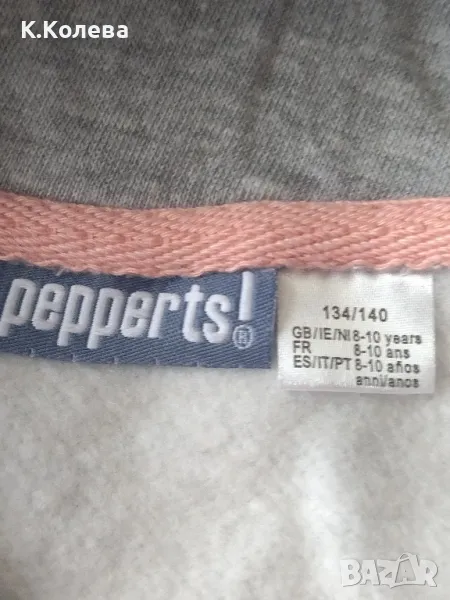 К.Колева
pepperts!®
134/140
GB/IE/NI 8-10 years
FR 8-10 ans
ES/IT/PT 8-10 años
anni/anos
BAZAR